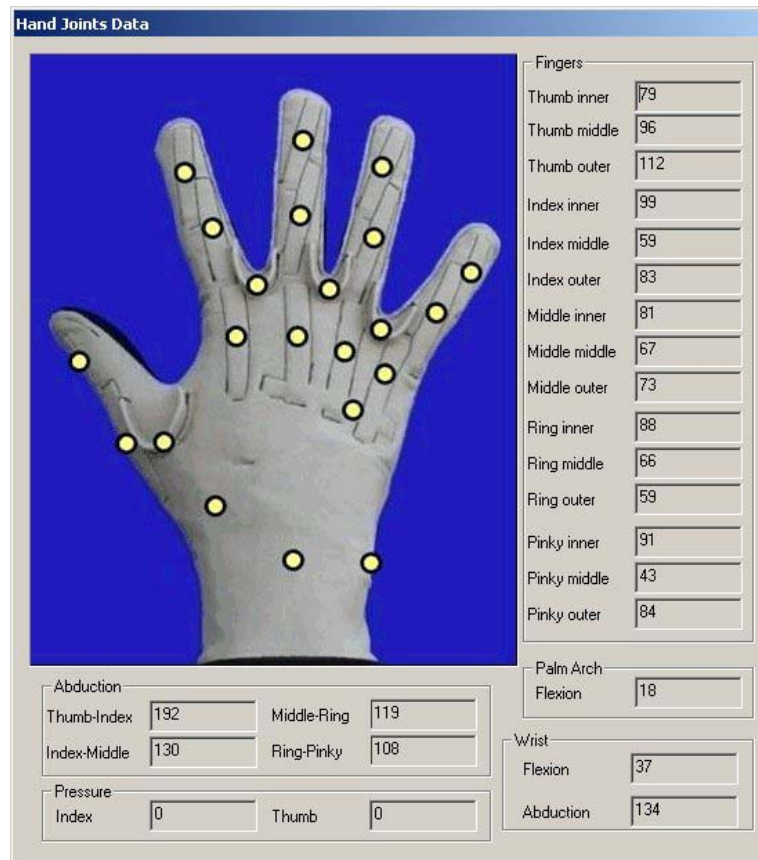 Hand Joints Data
Fingers
Thumb inner 79
Thumb middle 96
Thumb outer 112
Index inner 99
Index middle 59
Index outer 83
Middle inner 81
Middle middle 67
Middle outer 73
Ring inner 88
Ring middle 66
Ring outer 59
Pinky inner 91
Pinky middle 43
Pinky outer 84
Palm Arch
Flexion 18
Abduction
Thumb-Index 192 Middle-Ring 119
Index-Middle 130 Ring-Pinky 108
Wrist
Flexion 37
Abduction 134
Pressure
Index 0 Thumb 0